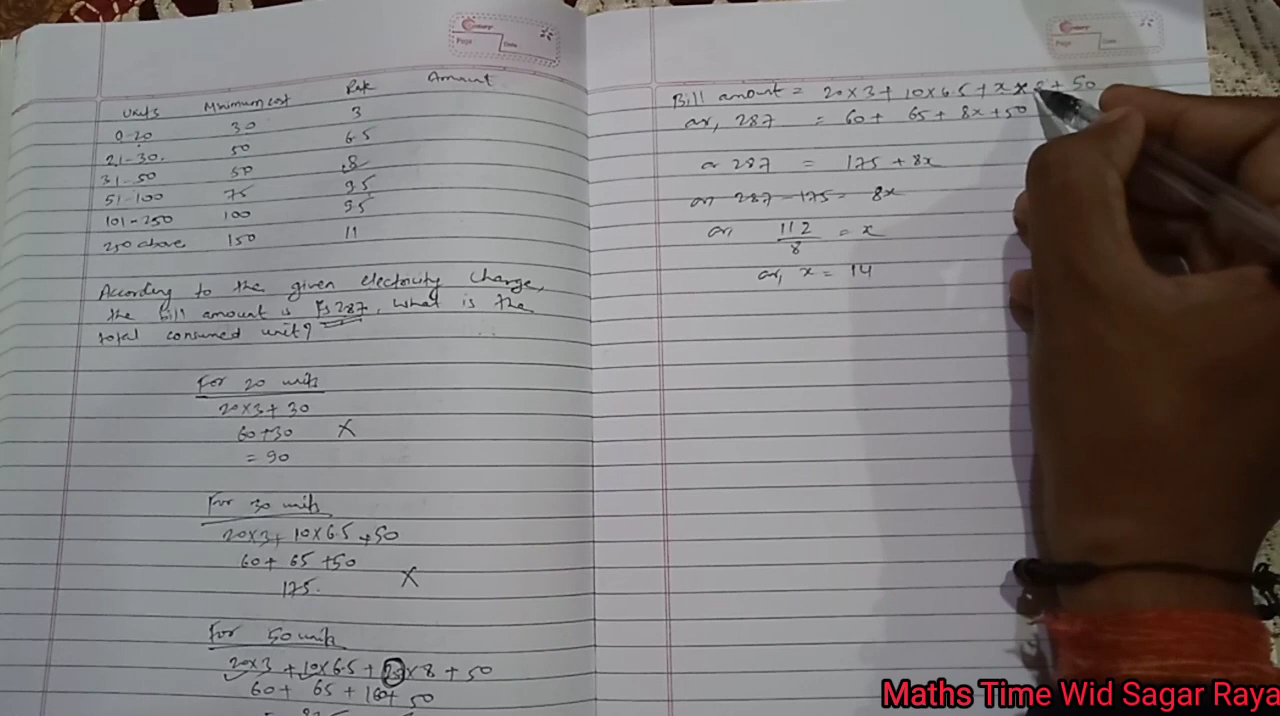 Page
Date
Units Minimum cost Rate Amount
0-20 30 3
21-30. 50 6.5
31-50 50 8
51-100 75 9.5
101-250 100 9.5
250 above 150 11
According to the given electricity charge,
the bill amount is Rs 287, what is the
total consumed unit?
For 20 units
20×3+30
60+30 ×
= 90
For 30 units
20×3+ 10×6.5 +50
60+ 65 +50
175. ×
For 50 units
20×3 + 10×6.5 + 20×8 + 50
60+ 65 + 160+ 50
Page
Date
Bill amount = 20×3+ 10×6.5 + x × 8 + 50
or, 287 = 60+ 65+ 8x+50
or 287 = 175 +8x
or 287-175= 8x
or, 112/8 = x
or, x = 14
Maths Time Wid Sagar Raya